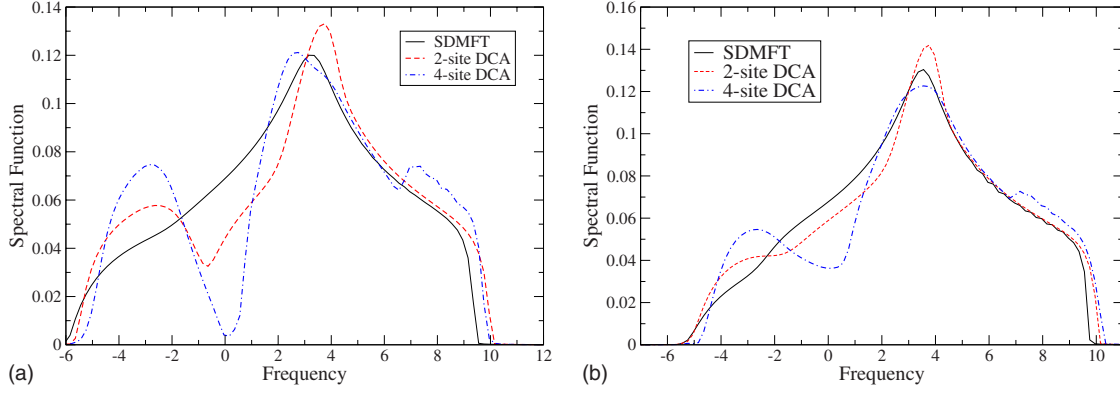 0.14
0.12
0.1
0.08
0.06
0.04
0.02
0
Spectral Function
SDMFT
2-site DCA
4-site DCA
-6 -4 -2 0 2 4 6 8 10 12
Frequency
(a)
0.16
0.14
0.12
0.1
0.08
0.06
0.04
0.02
0
Spectral Function
SDMFT
2-site DCA
4-site DCA
-6 -4 -2 0 2 4 6 8 10
Frequency
(b)